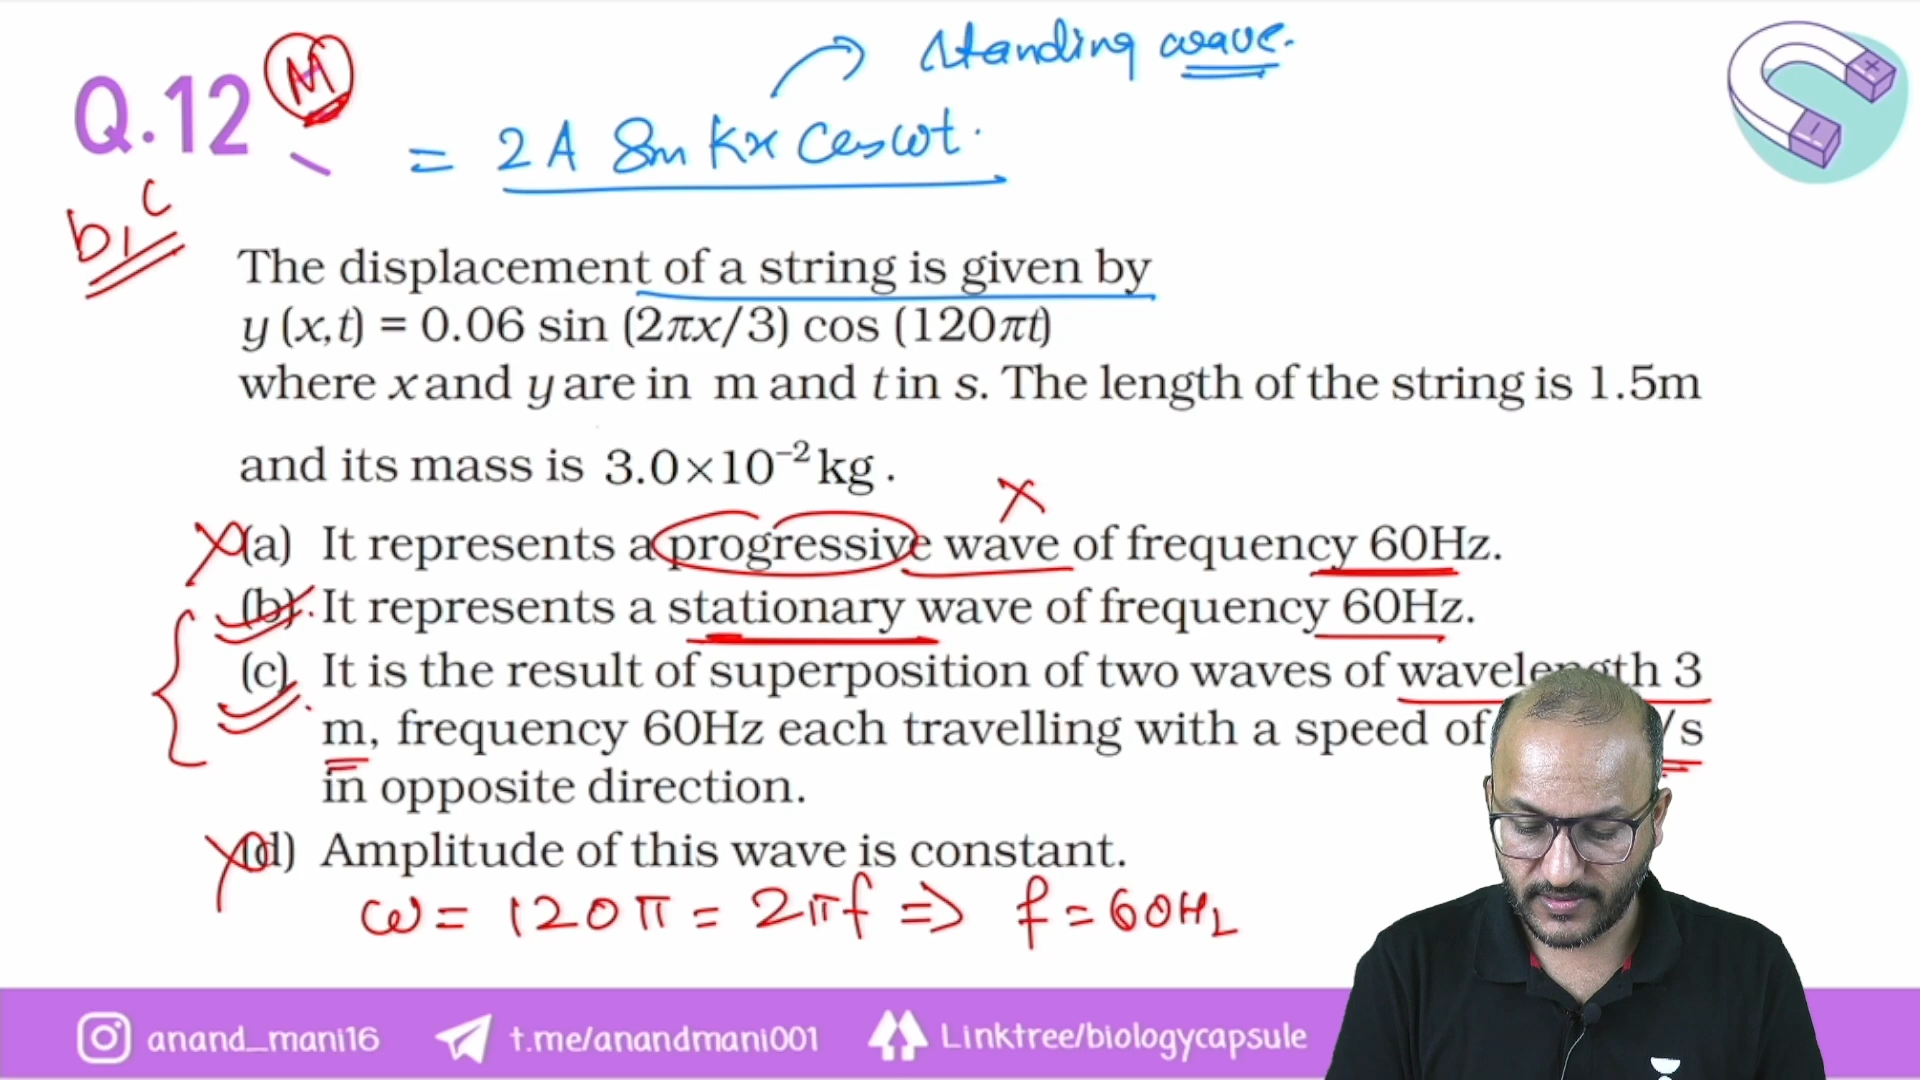 Standing wave.
Q.12 M
= 2A Sin Kx Cos ωt.
b, c
The displacement of a string is given by
y (x,t) = 0.06 sin (2πx/3) cos (120πt)
where x and y are in m and t in s. The length of the string is 1.5m
and its mass is 3.0×10⁻² kg .
(a) It represents a progressive wave of frequency 60Hz.
(b). It represents a stationary wave of frequency 60Hz.
(c) It is the result of superposition of two waves of wavelength 3
m, frequency 60Hz each travelling with a speed of /s
in opposite direction.
(d) Amplitude of this wave is constant.
ω = 120π = 2πf ⇒ f = 60Hz
anand_mani16 t.me/anandmani001 Linktree/biologycapsule